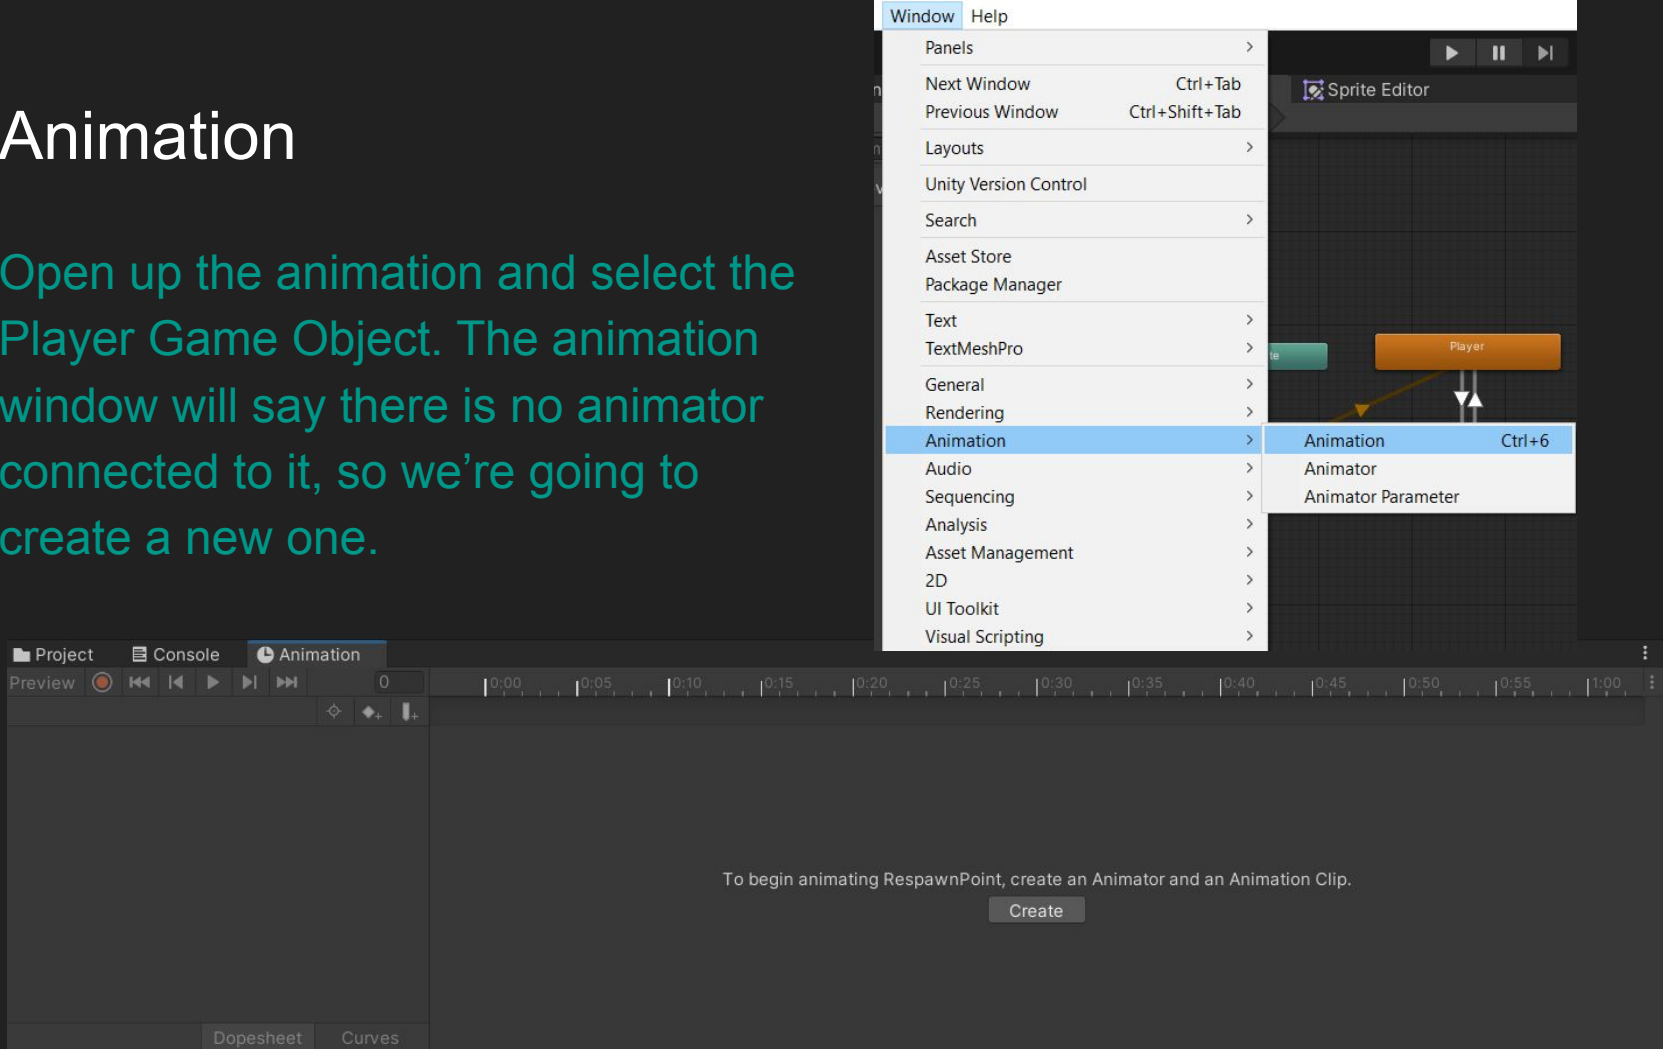 Animation
Open up the animation and select the
Player Game Object. The animation
window will say there is no animator
connected to it, so we’re going to
create a new one.
Window Help
Panels
Next Window Ctrl+Tab
Previous Window Ctrl+Shift+Tab
Layouts
Unity Version Control
Search
Asset Store
Package Manager
Text
TextMeshPro
General
Rendering
Animation
Audio
Sequencing
Analysis
Asset Management
2D
UI Toolkit
Visual Scripting
Animation Ctrl+6
Animator
Animator Parameter
Sprite Editor
Player
Project Console Animation
Preview 0
0:00 0:05 0:10 0:15 0:20 0:25 0:30 0:35 0:40 0:45 0:50 0:55 1:00
To begin animating RespawnPoint, create an Animator and an Animation Clip.
Create
Dopesheet Curves